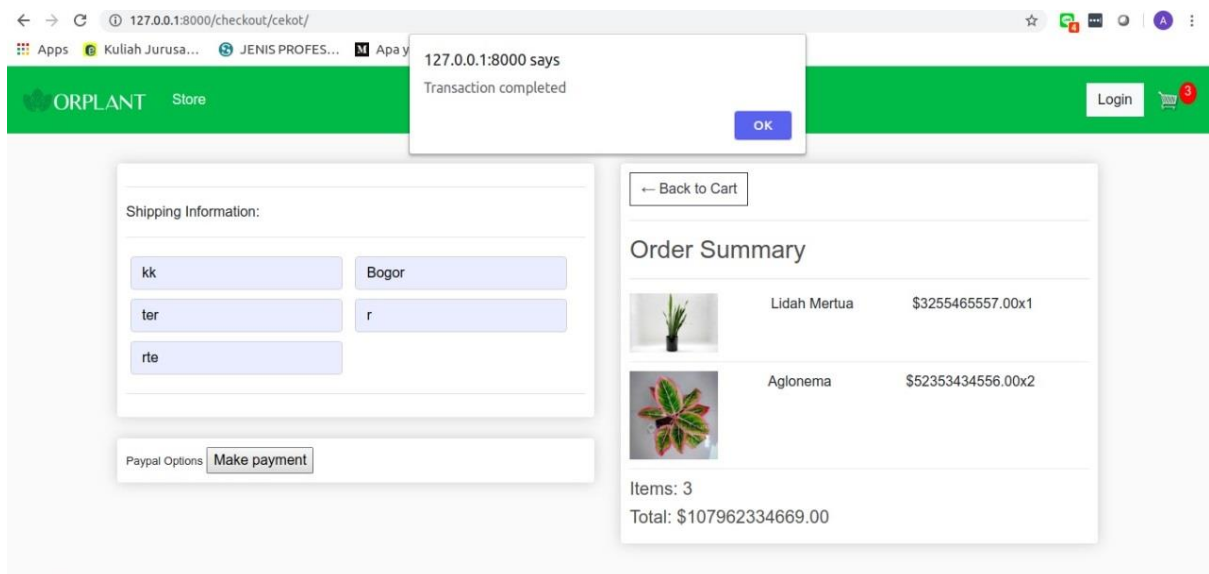 127.0.0.1:8000/checkout/cekot/
4
A
Apps
Kuliah Jurusa...
JENIS PROFES...
M
Apa y
127.0.0.1:8000 says
Transaction completed
OK
ORPLANT
Store
Login
3
Shipping Information:
kk
Bogor
ter
r
rte
Paypal Options
Make payment
← Back to Cart
Order Summary
Lidah Mertua
$3255465557.00x1
Aglonema
$52353434556.00x2
Items: 3
Total: $107962334669.00